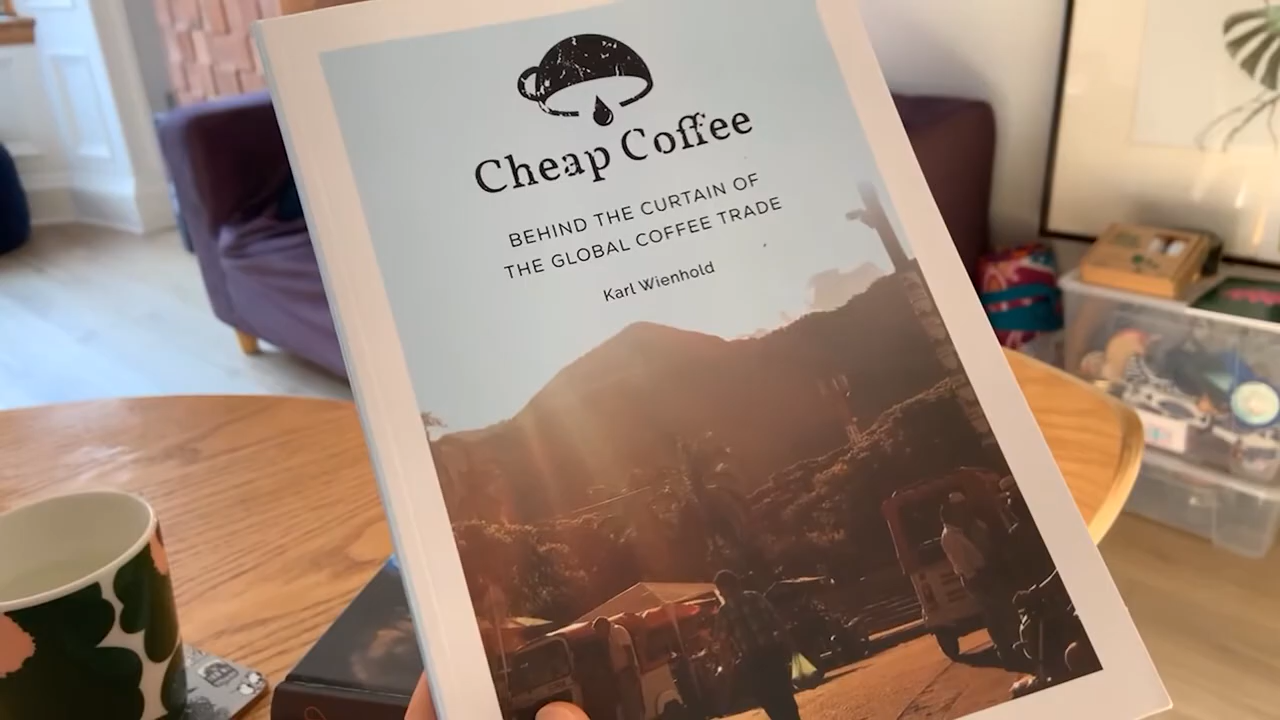 Cheap Coffee
BEHIND THE CURTAIN OF
THE GLOBAL COFFEE TRADE
Karl Wienhold